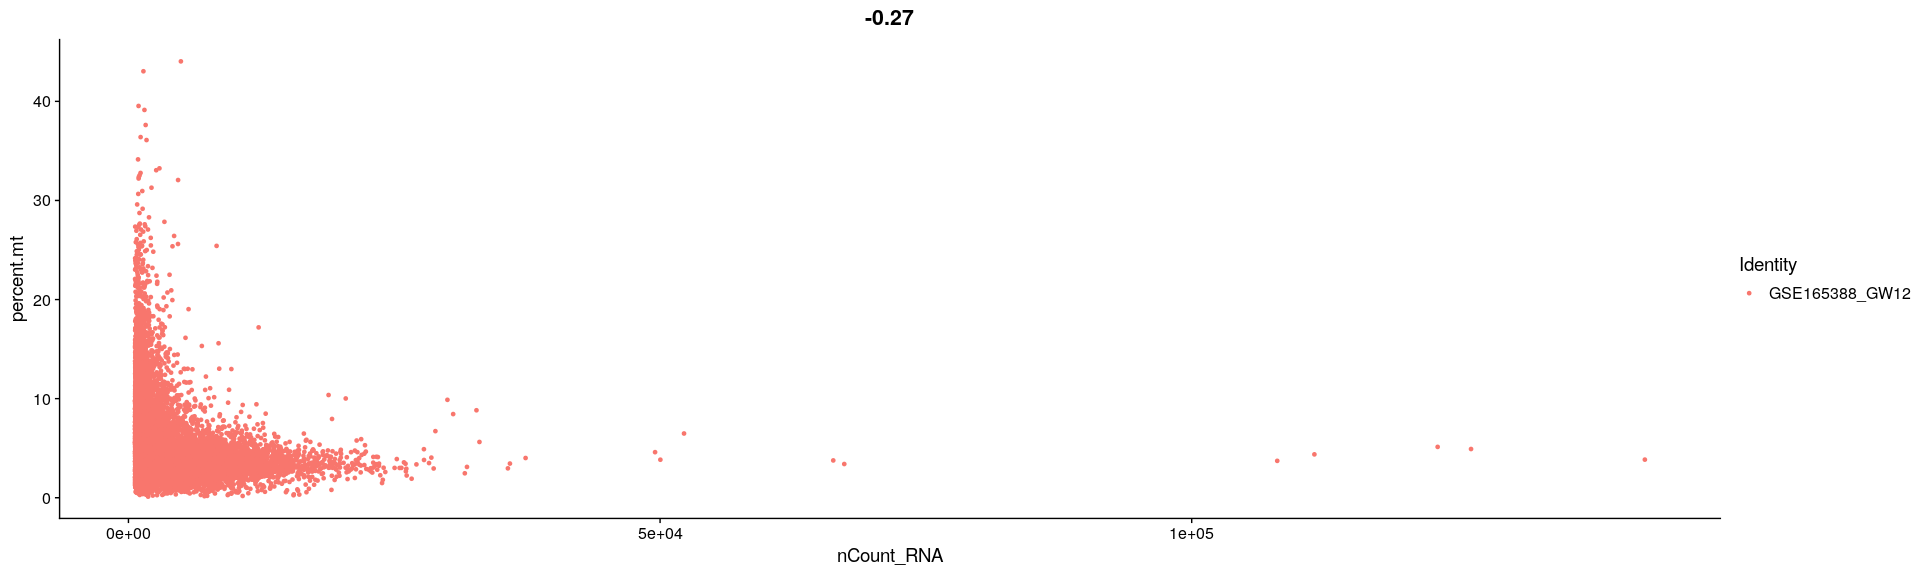 -0.27
percent.mt
40
30
20
10
0
0e+00
5e+04
1e+05
nCount_RNA
Identity
GSE165388_GW12